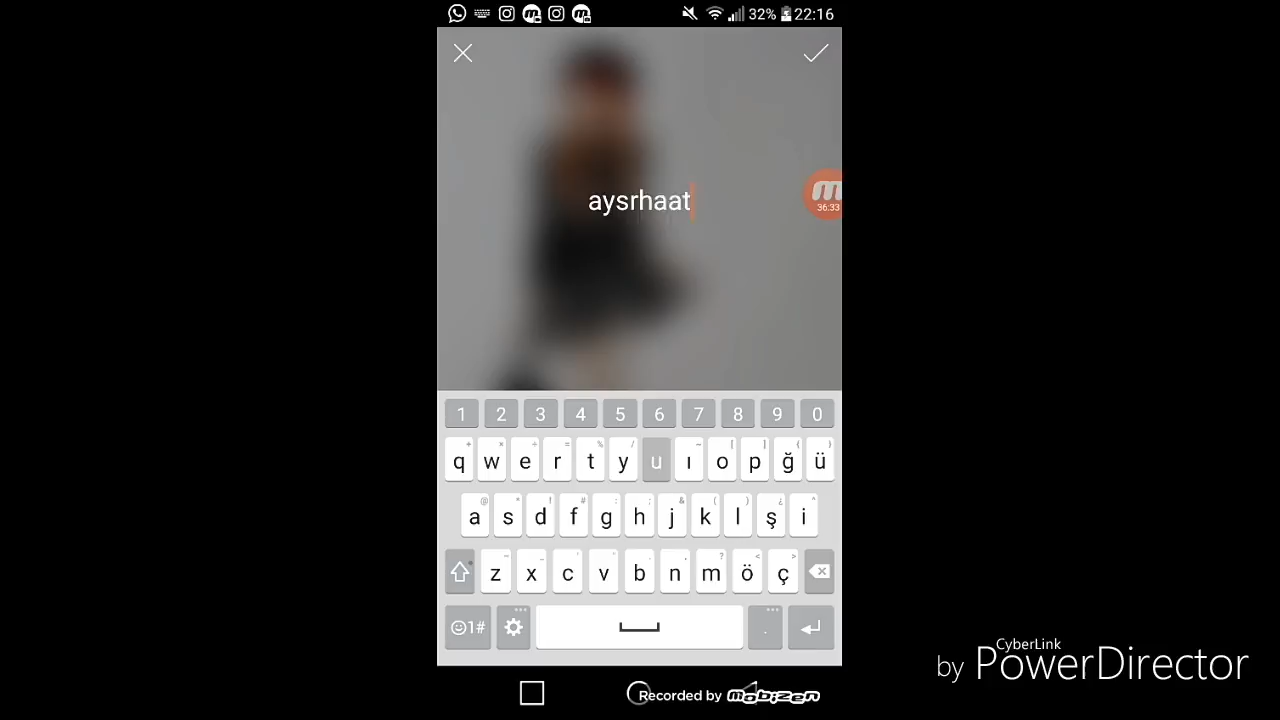 32% 22:16
aysrhaat
36:33
1 2 3 4 5 6 7 8 9 0
q w e r t y u ı o p ğ ü
a s d f g h j k l ş i
z x c v b n m ö ç
1#
.
Recorded by mobizen
CyberLink
by PowerDirector